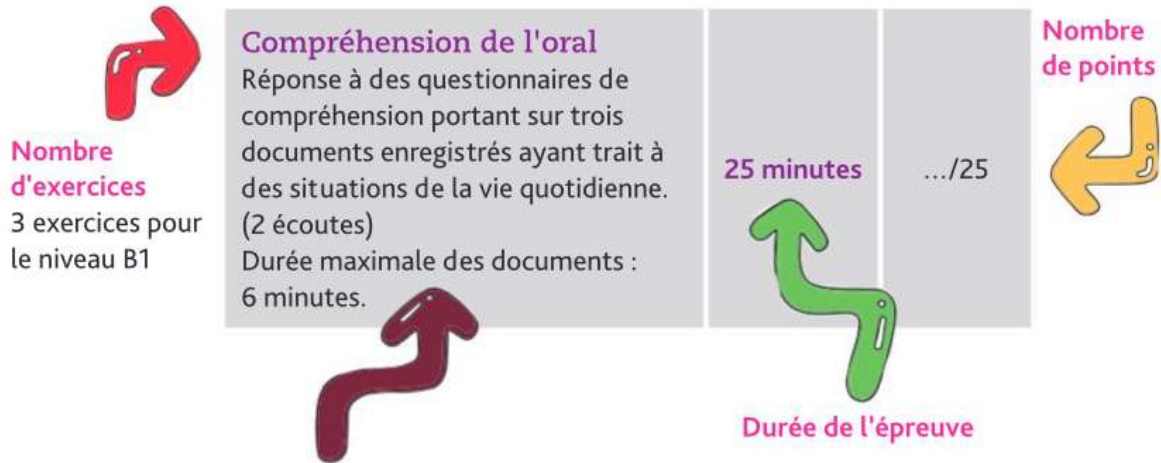 Nombre
d'exercices
3 exercices pour
le niveau B1
Compréhension de l'oral
Réponse à des questionnaires de
compréhension portant sur trois
documents enregistrés ayant trait à
des situations de la vie quotidienne.
(2 écoutes)
Durée maximale des documents :
6 minutes.
25 minutes
.../25
Nombre
de points
Durée de l'épreuve